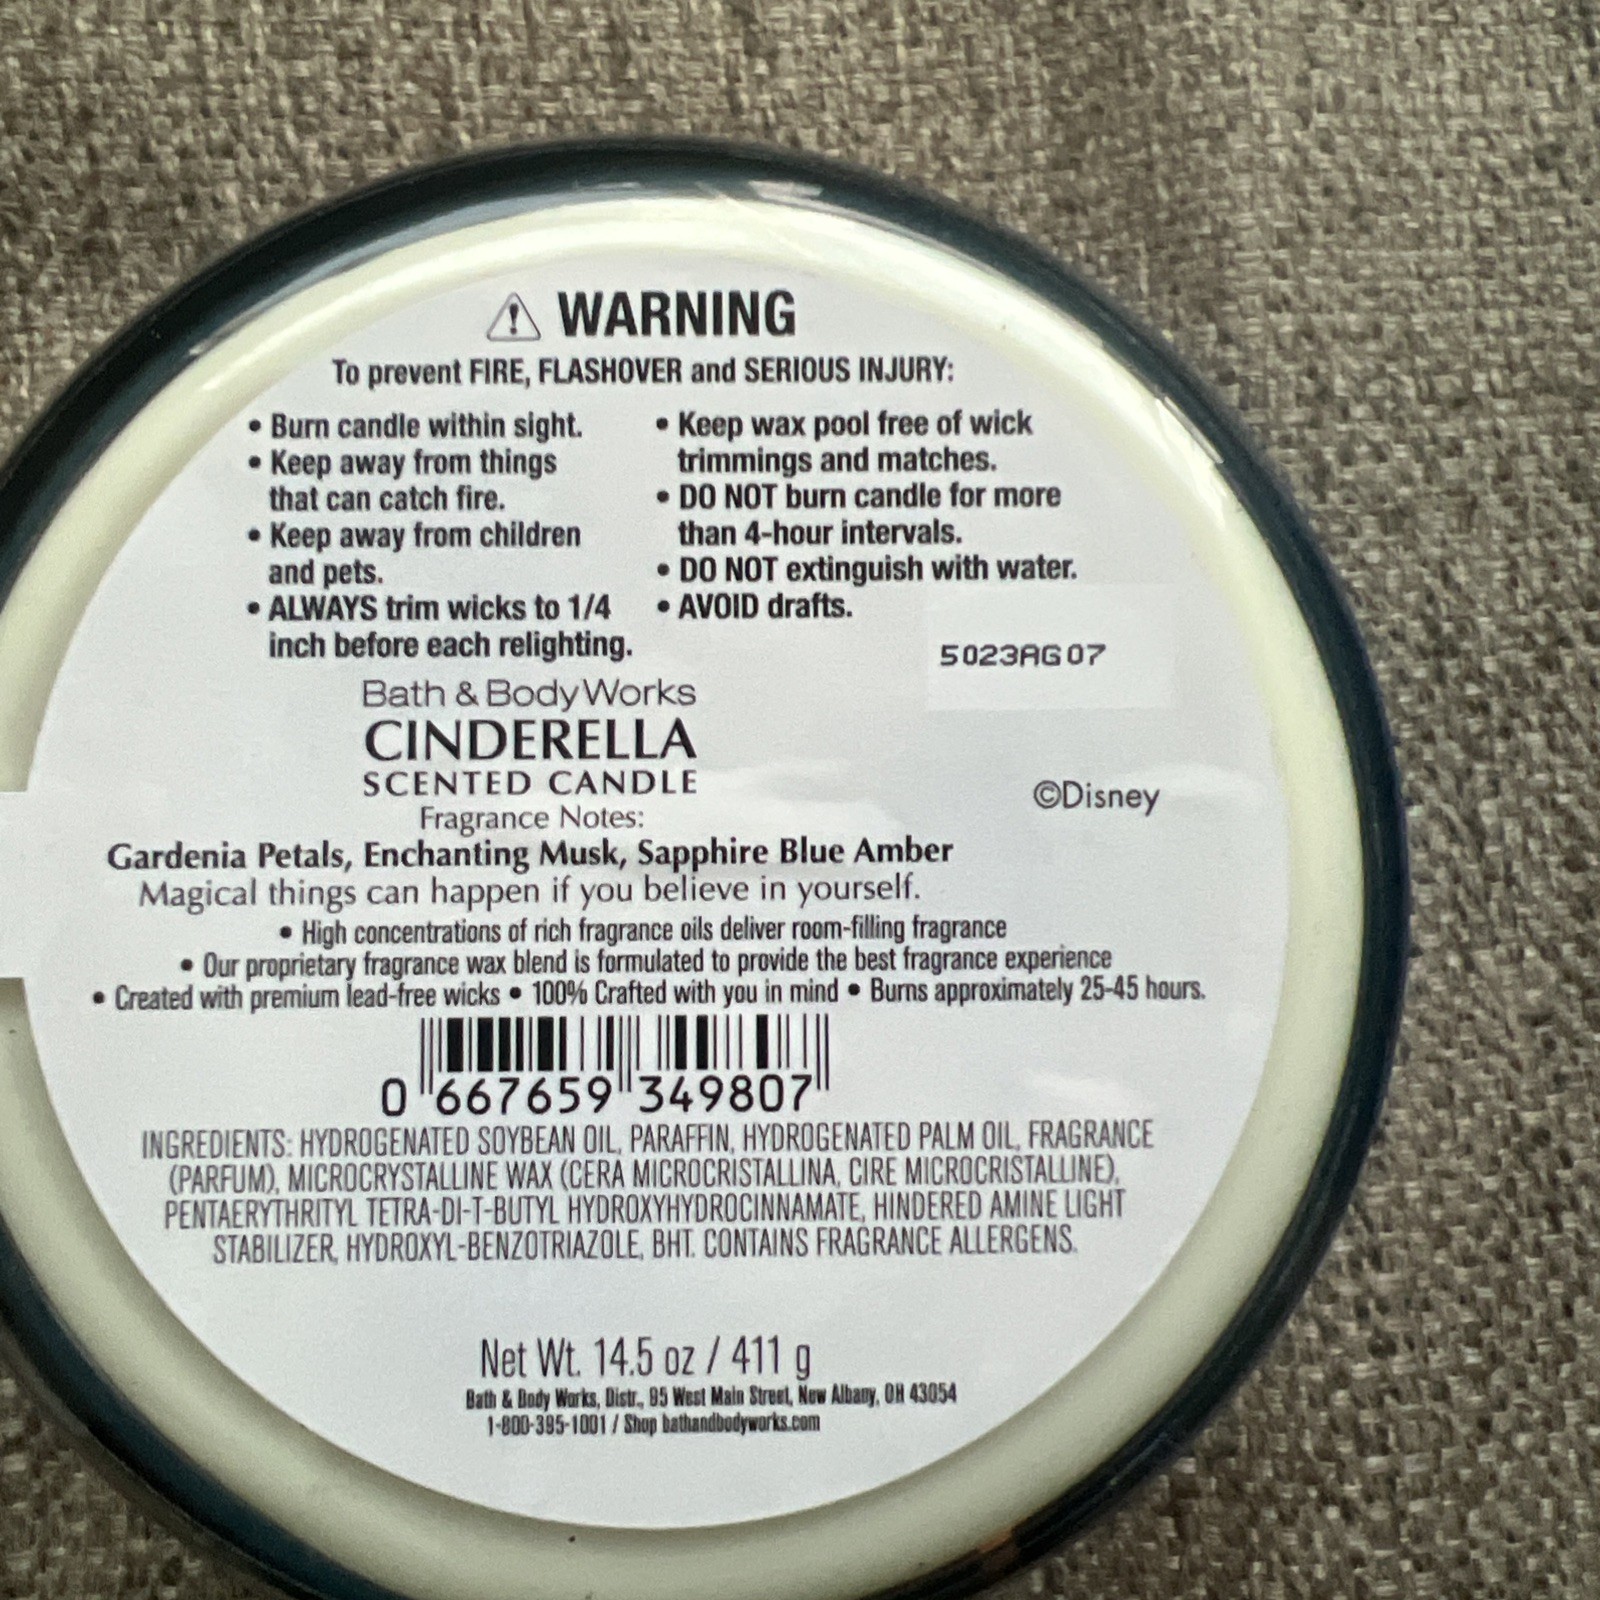 ⚠ WARNING
To prevent FIRE, FLASHOVER and SERIOUS INJURY:
• Burn candle within sight.
• Keep away from things
that can catch fire.
• Keep away from children
and pets.
• ALWAYS trim wicks to 1/4
inch before each relighting.
• Keep wax pool free of wick
trimmings and matches.
• DO NOT burn candle for more
than 4-hour intervals.
• DO NOT extinguish with water.
• AVOID drafts.
5023AG07
Bath & Body Works
CINDERELLA
SCENTED CANDLE
©Disney
Fragrance Notes:
Gardenia Petals, Enchanting Musk, Sapphire Blue Amber
Magical things can happen if you believe in yourself.
• High concentrations of rich fragrance oils deliver room-filling fragrance
• Our proprietary fragrance wax blend is formulated to provide the best fragrance experience
• Created with premium lead-free wicks • 100% Crafted with you in mind • Burns approximately 25-45 hours.
0 667659 349807
INGREDIENTS: HYDROGENATED SOYBEAN OIL, PARAFFIN, HYDROGENATED PALM OIL, FRAGRANCE
(PARFUM), MICROCRYSTALLINE WAX (CERA MICROCRISTALLINA, CIRE MICROCRISTALLINE),
PENTAERYTHRITYL TETRA-DI-T-BUTYL HYDROXYHYDROCINNAMATE, HINDERED AMINE LIGHT
STABILIZER, HYDROXYL-BENZOTRIAZOLE, BHT. CONTAINS FRAGRANCE ALLERGENS.
Net Wt. 14.5 oz / 411 g
Bath & Body Works, Distr., 95 West Main Street, New Albany, OH 43054
1-800-395-1001 / Shop bathandbodyworks.com